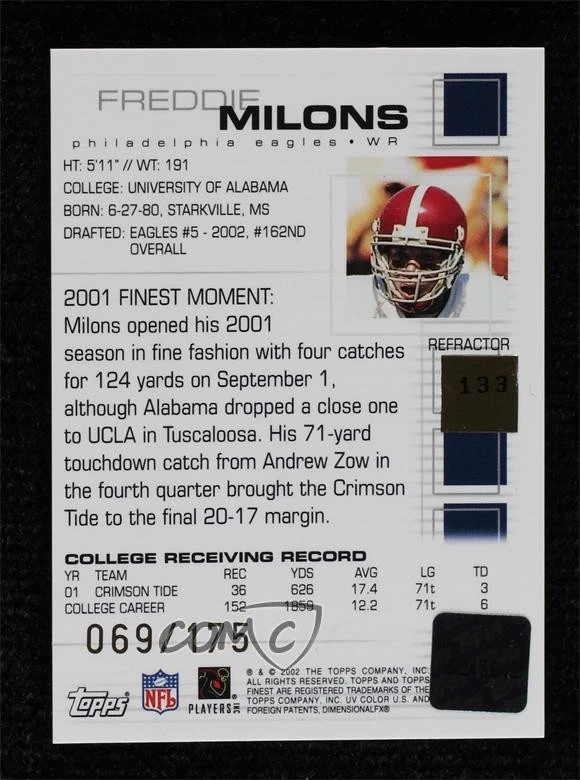 FREDDIE
MILONS
philadelphia eagles • WR
HT: 5'11" // WT: 191
COLLEGE: UNIVERSITY OF ALABAMA
BORN: 6-27-80, STARKVILLE, MS
DRAFTED: EAGLES #5 - 2002, #162ND
OVERALL
2001 FINEST MOMENT:
Milons opened his 2001
season in fine fashion with four catches
for 124 yards on September 1,
although Alabama dropped a close one
to UCLA in Tuscaloosa. His 71-yard
touchdown catch from Andrew Zow in
the fourth quarter brought the Crimson
Tide to the final 20-17 margin.
REFRACTOR
133
COLLEGE RECEIVING RECORD
YR TEAM REC YDS AVG LG TD
01 CRIMSON TIDE 36 626 17.4 71t 3
COLLEGE CAREER 152 1859 12.2 71t 6
069/175
COMC
Topps
NFL
PLAYERS INC
® & © 2002 THE TOPPS COMPANY, INC.
ALL RIGHTS RESERVED. TOPPS AND TOPPS
FINEST ARE REGISTERED TRADEMARKS OF THE
TOPPS COMPANY, INC. UV COLOR U.S. AND
FOREIGN PATENTS, DIMENSIONALFX®